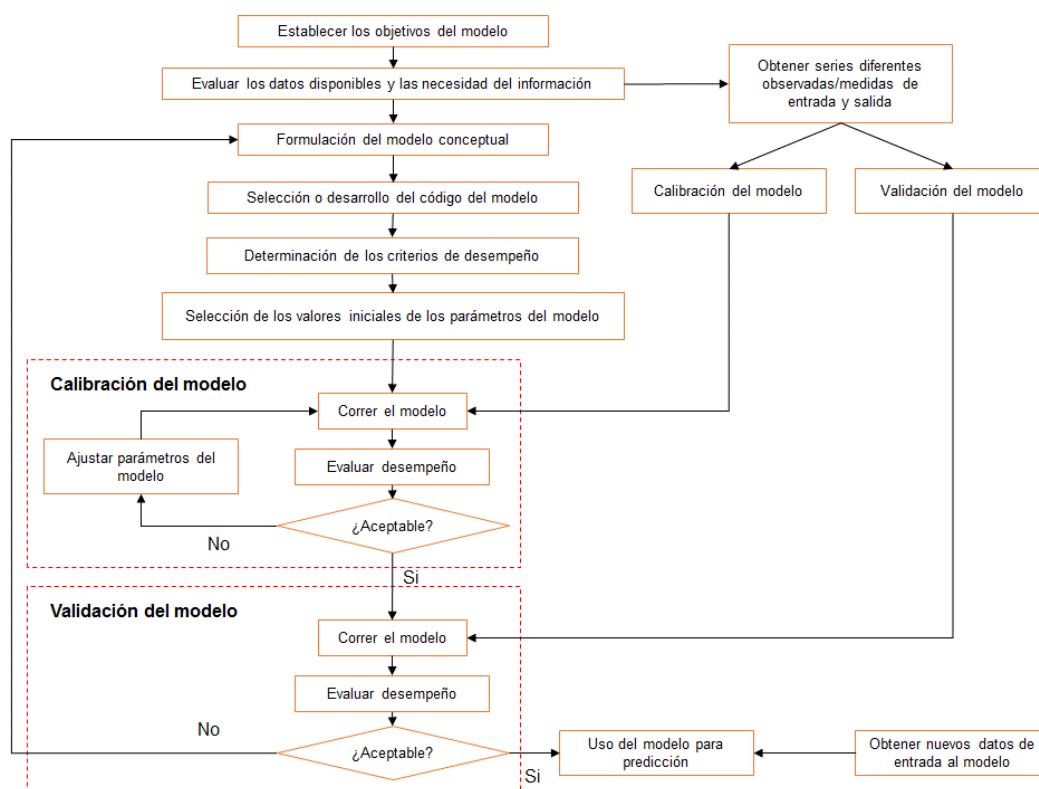 Establecer los objetivos del modelo
Evaluar los datos disponibles y las necesidad del información
Obtener series diferentes
observadas/medidas de
entrada y salida
Formulación del modelo conceptual
Calibración del modelo
Validación del modelo
Selección o desarrollo del código del modelo
Determinación de los criterios de desempeño
Selección de los valores iniciales de los parámetros del modelo
Calibración del modelo
Correr el modelo
Ajustar parámetros del
modelo
Evaluar desempeño
¿Aceptable?
No
Si
Validación del modelo
Correr el modelo
Evaluar desempeño
No
¿Aceptable?
Si
Uso del modelo para
predicción
Obtener nuevos datos de
entrada al modelo